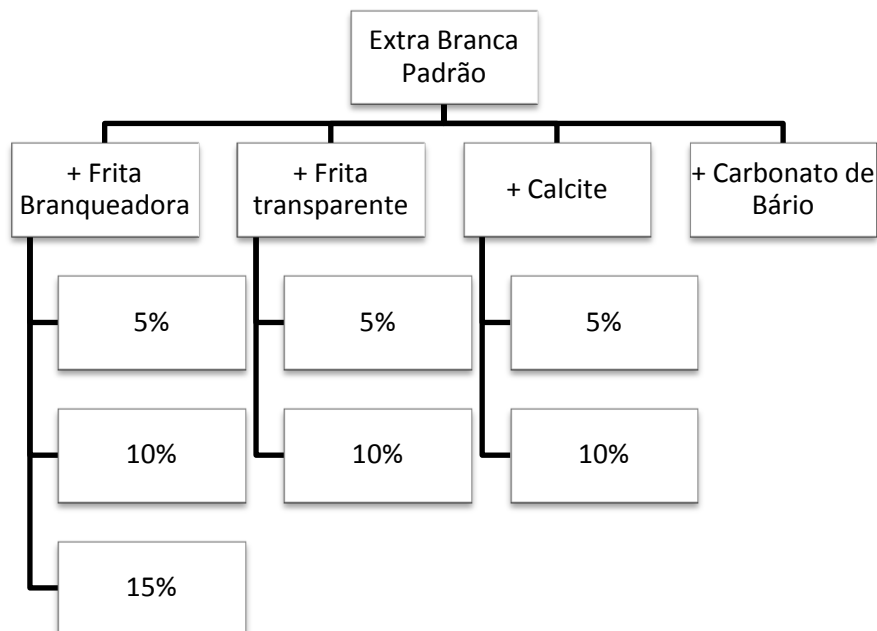 Extra Branca
Padrão
+ Frita
Branqueadora
+ Frita
transparente
+ Calcite
+ Carbonato de
Bário
5%
5%
5%
10%
10%
10%
15%